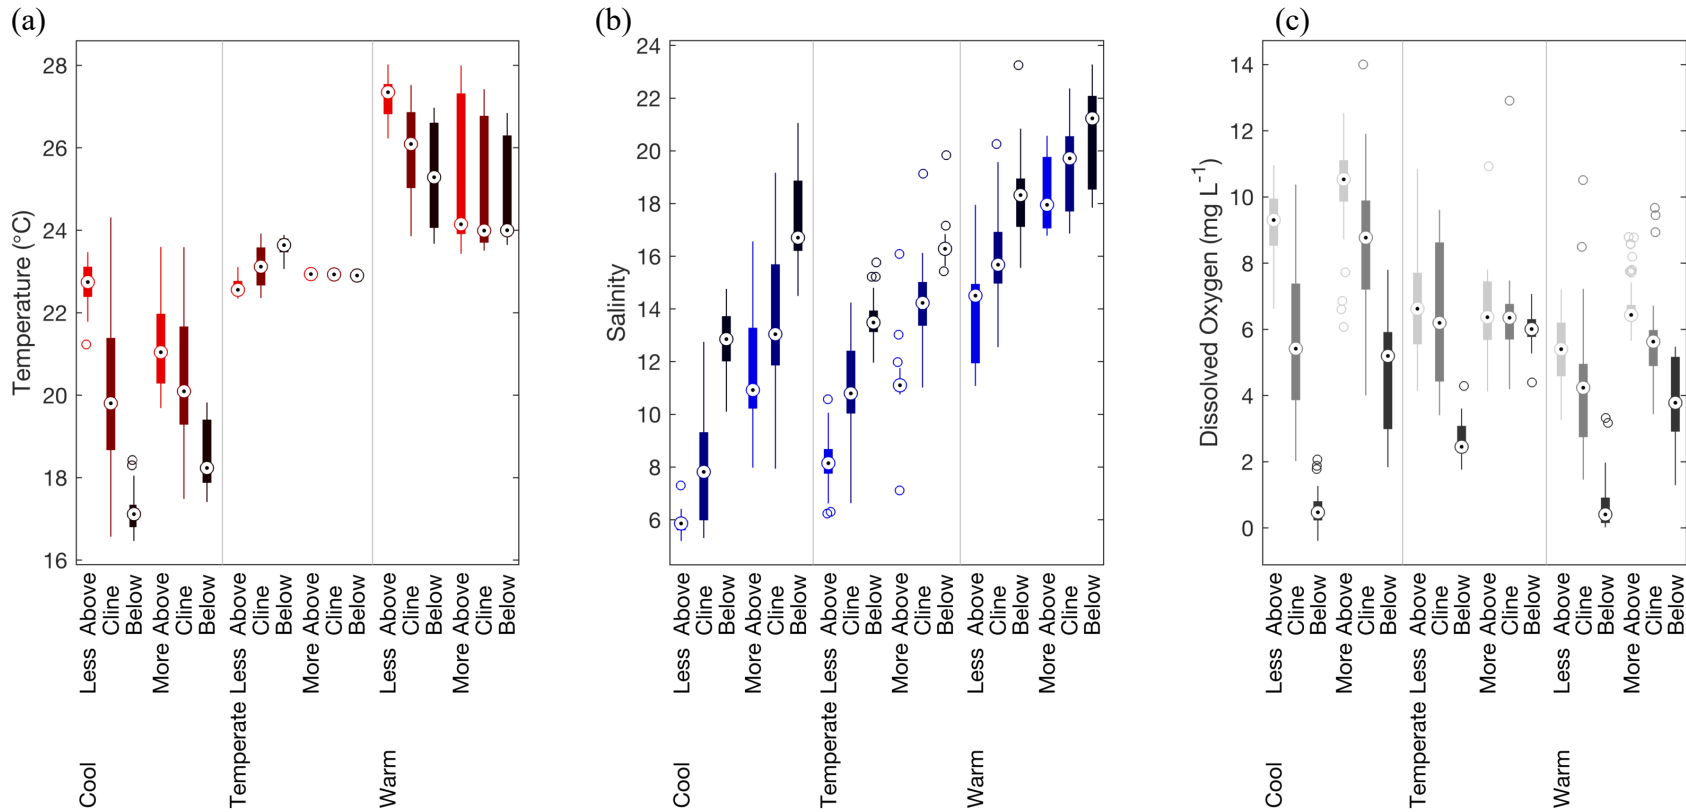 (a)
Temperature (°C)
28
26
24
22
20
18
16
Less Above
Cline
Below
More Above
Cline
Below
Temperate Less Above
Cline
Below
More Above
Cline
Below
Less Above
Cline
Below
More Above
Cline
Below
Cool
Warm
(b)
Salinity
24
22
20
18
16
14
12
10
8
6
Less Above
Cline
Below
More Above
Cline
Below
Temperate Less Above
Cline
Below
More Above
Cline
Below
Less Above
Cline
Below
More Above
Cline
Below
Cool
Warm
(c)
Dissolved Oxygen (mg L⁻¹)
14
12
10
8
6
4
2
0
Less Above
Cline
Below
More Above
Cline
Below
Temperate Less Above
Cline
Below
More Above
Cline
Below
Less Above
Cline
Below
More Above
Cline
Below
Cool
Warm